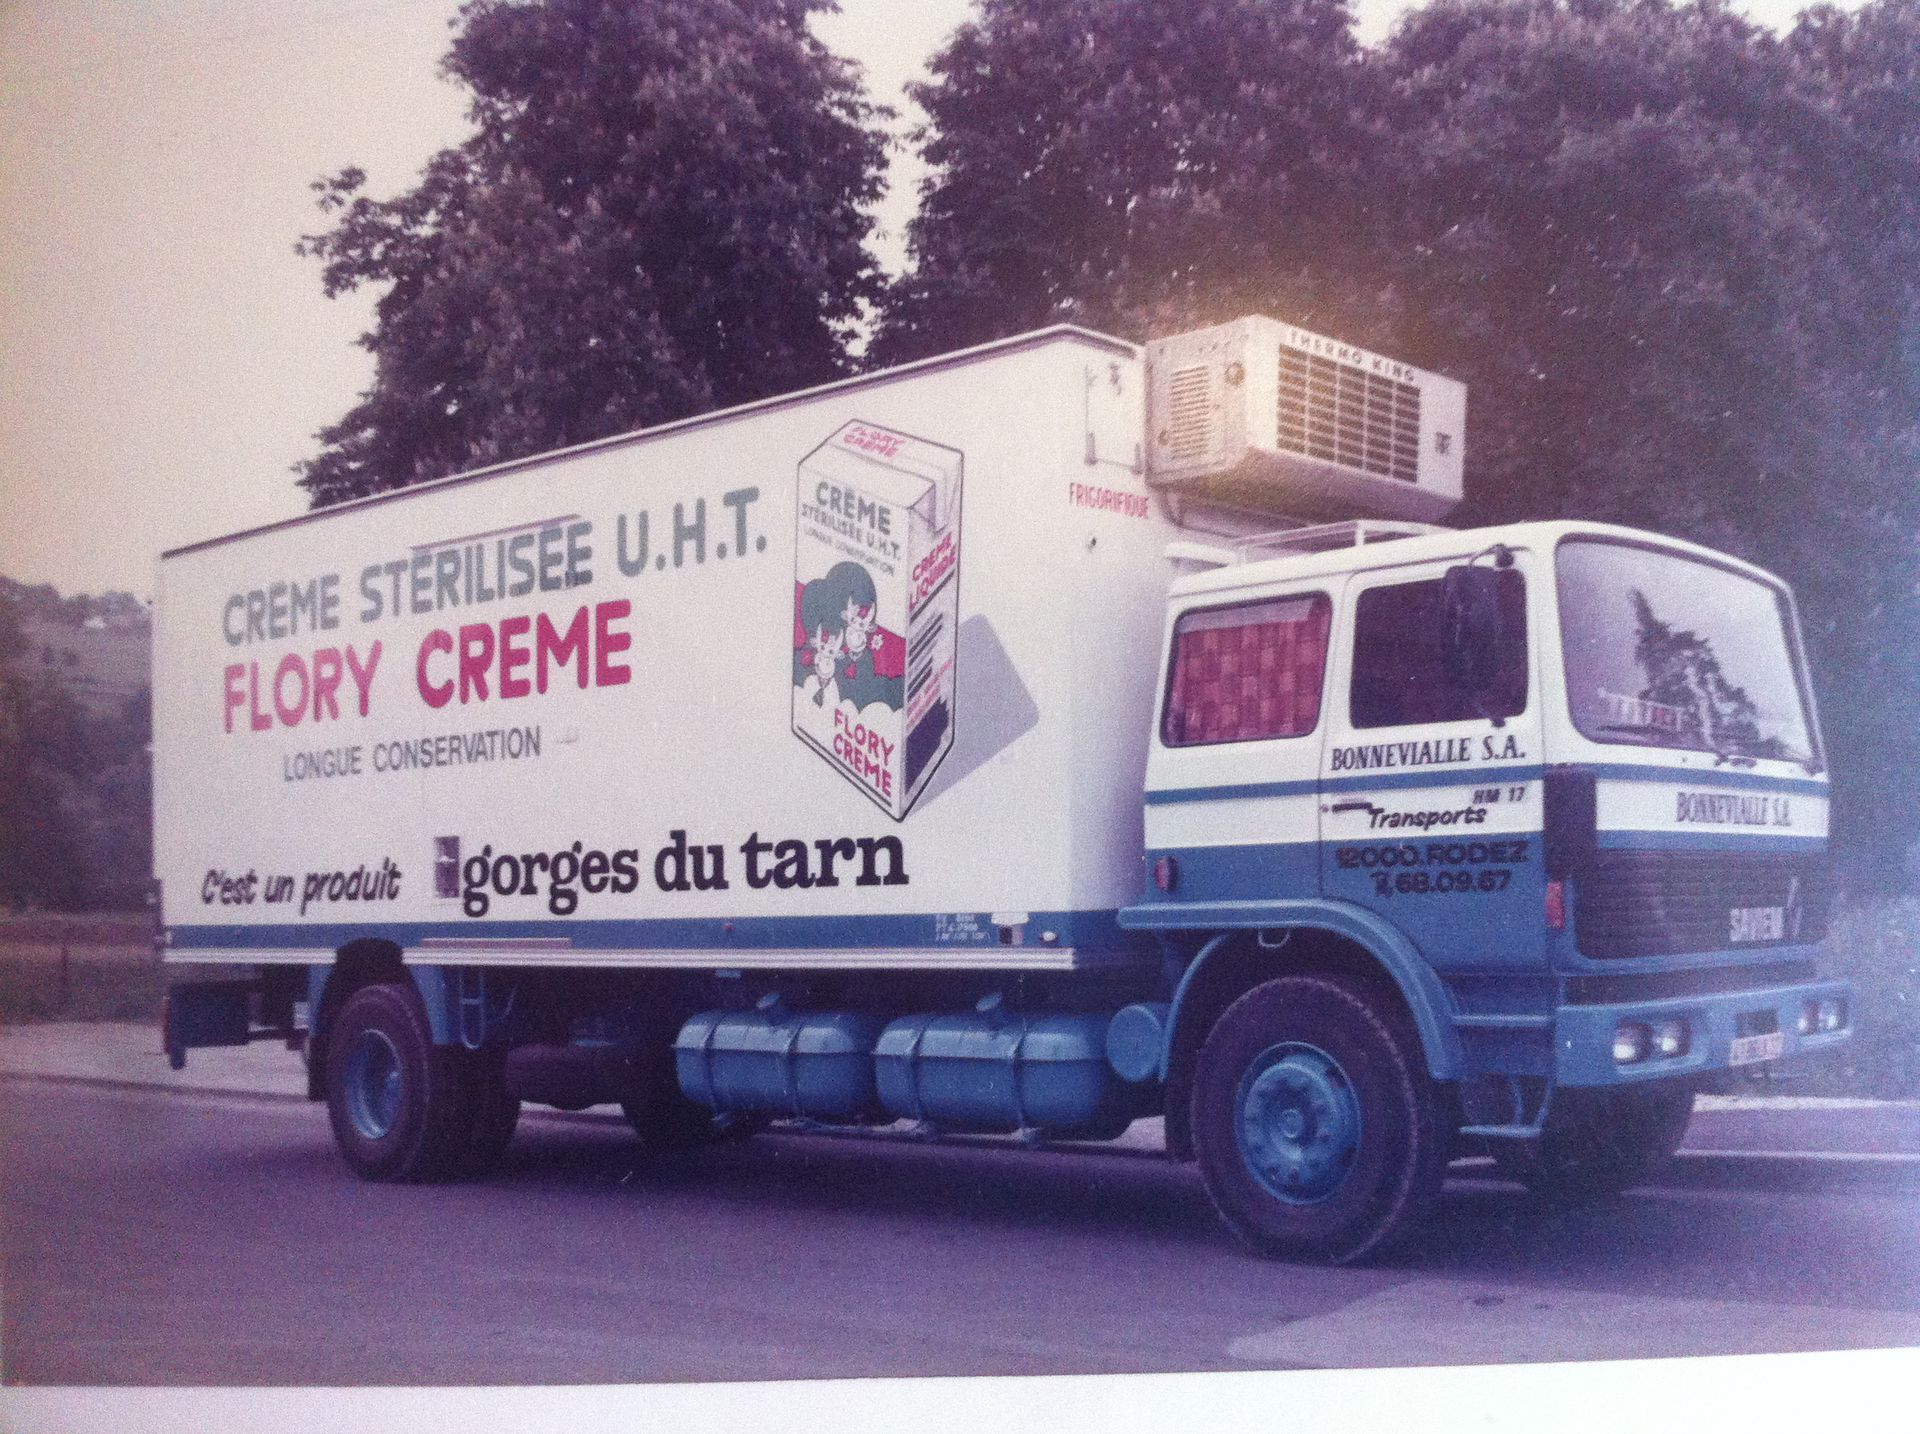 THERMO KING
FRIGORIFIQUE
CRÈME STÉRILISÉE U.H.T.
FLORY CREME
LONGUE CONSERVATION
C'est un produit gorges du tarn
FLORY
CREME
CRÈME
STÉRILISÉE U.H.T.
LONGUE CONSERVATION
CREME
LIQUIDE
FLORY
CREME
BONNEVIALLE S.A.
HM 17
Transports
12000.RODEZ
68.09.67
BONNEVIALLE S.A.
SAVIEM